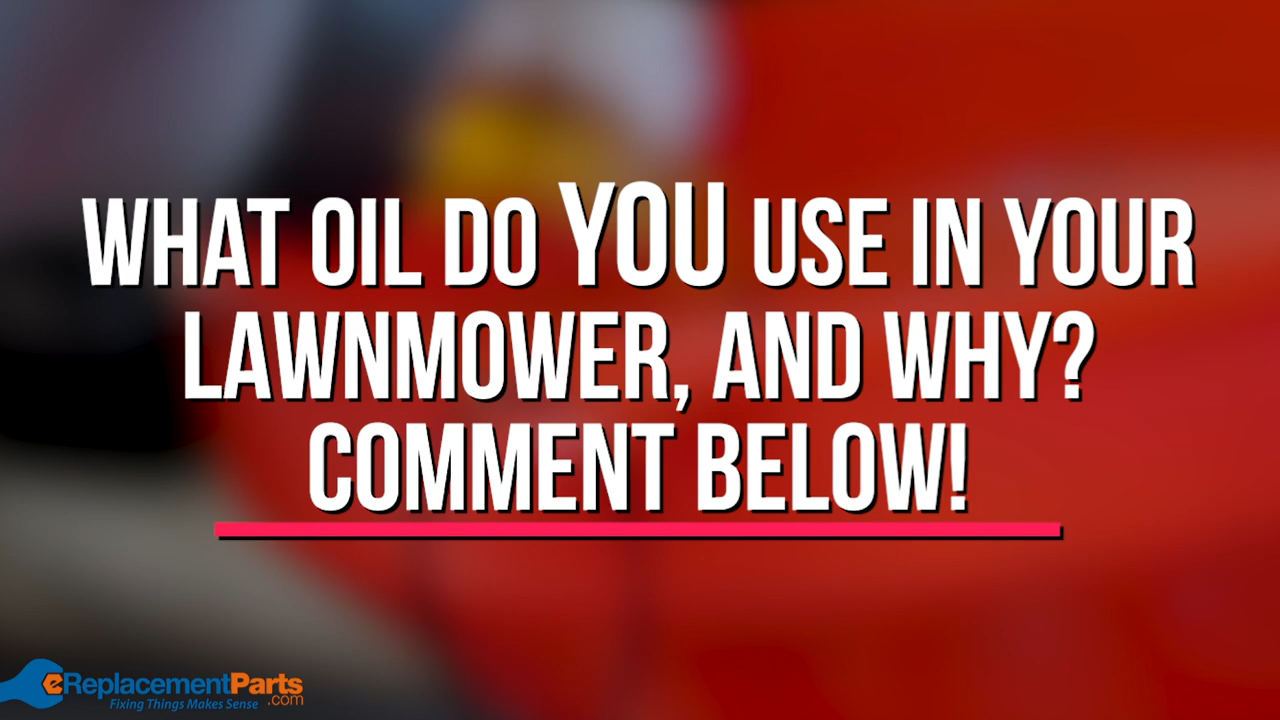 WHAT OIL DO YOU USE IN YOUR
LAWNMOWER, AND WHY?
COMMENT BELOW!
eReplacementParts
.com
Fixing Things Makes Sense